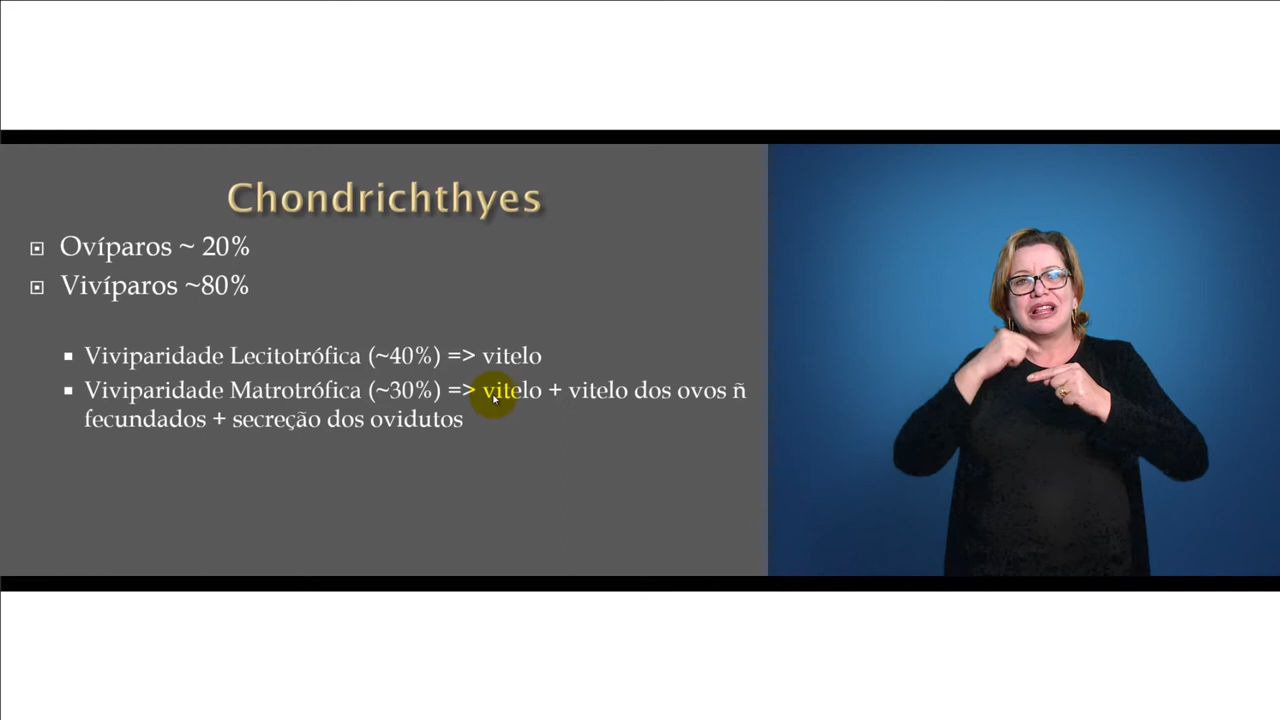 Chondrichthyes
Ovíparos ~ 20%
Vivíparos ~80%
Viviparidade Lecitotrófica (~40%) => vitelo
Viviparidade Matrotrófica (~30%) => vitelo + vitelo dos ovos ñ
fecundados + secreção dos ovidutos